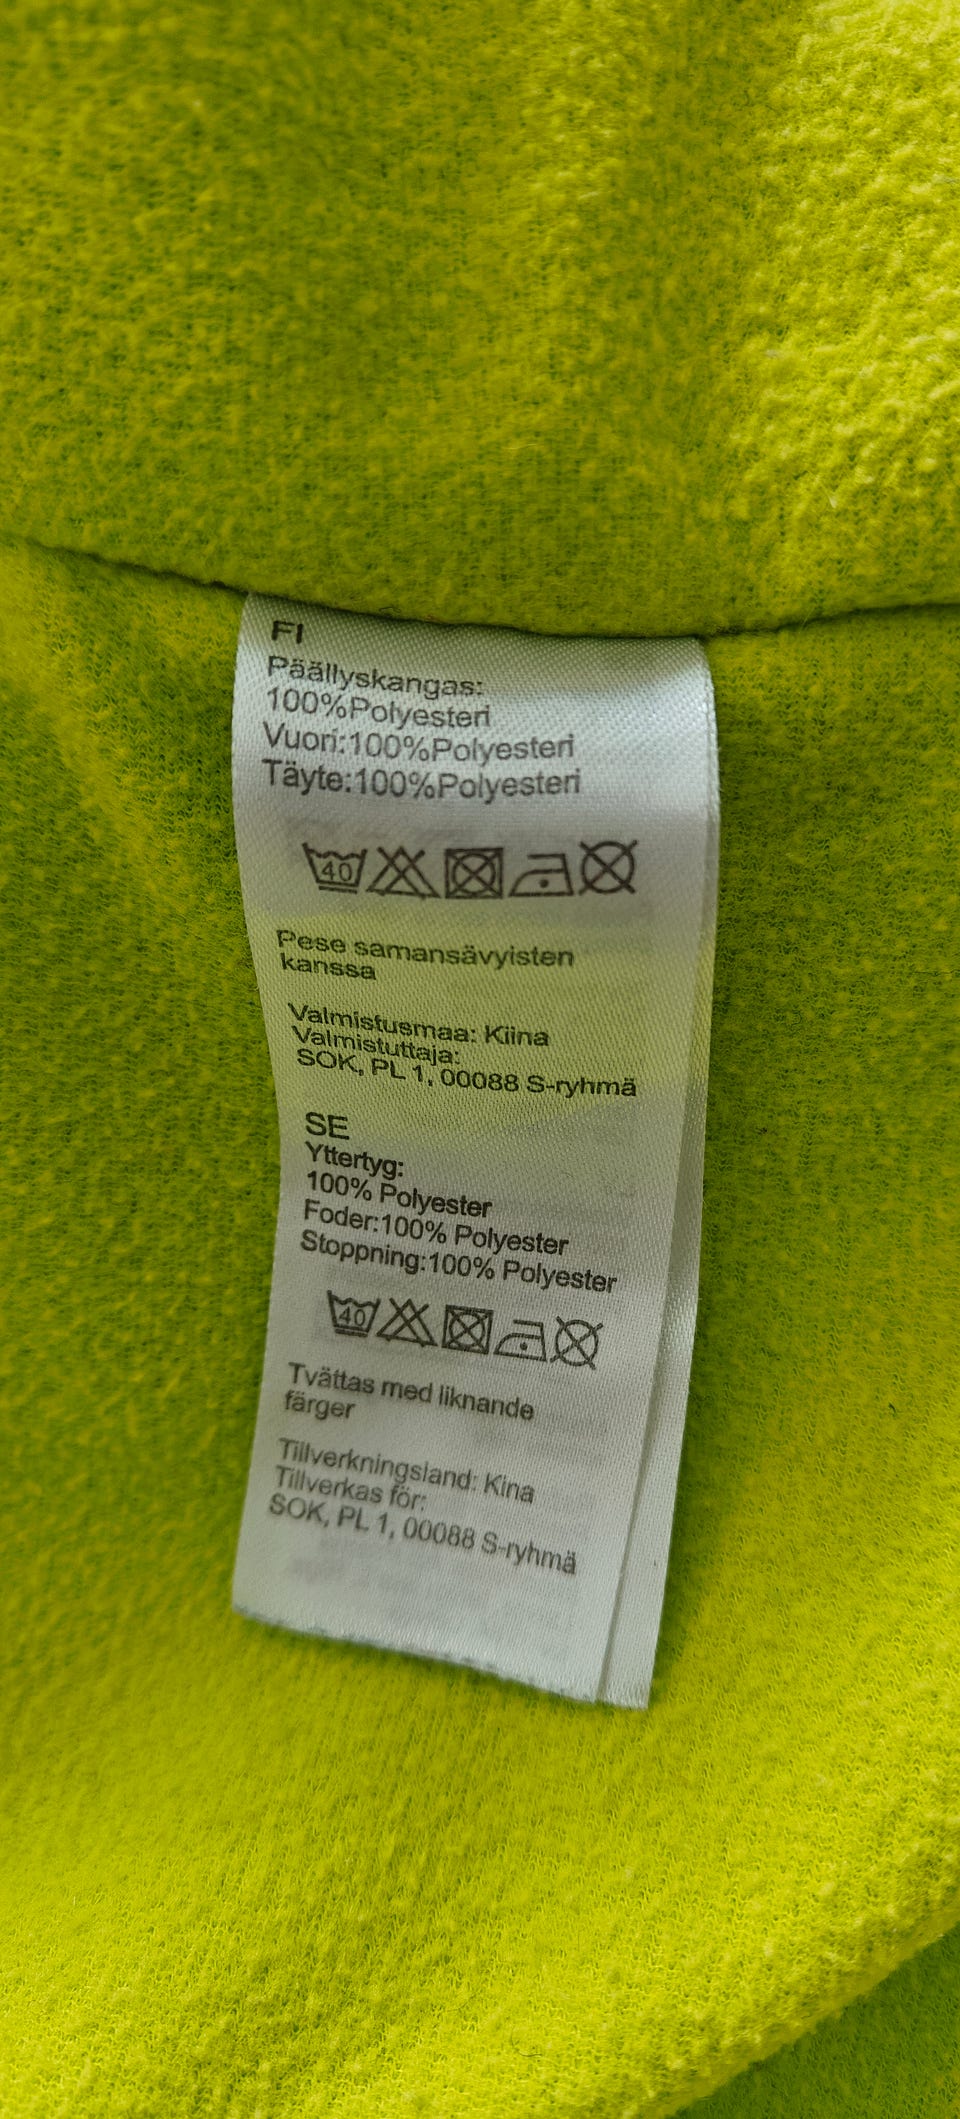 FI
Päällyskangas:
100%Polyesteri
Vuori:100%Polyesteri
Täyte:100%Polyesteri
40
Pese samansävyisten
kanssa
Valmistusmaa: Kiina
Valmistuttaja:
SOK, PL 1, 00088 S-ryhmä
SE
Yttertyg:
100% Polyester
Foder:100% Polyester
Stoppning:100% Polyester
40
Tvättas med liknande
färger
Tillverkningsland: Kina
Tillverkas för:
SOK, PL 1, 00088 S-ryhmä